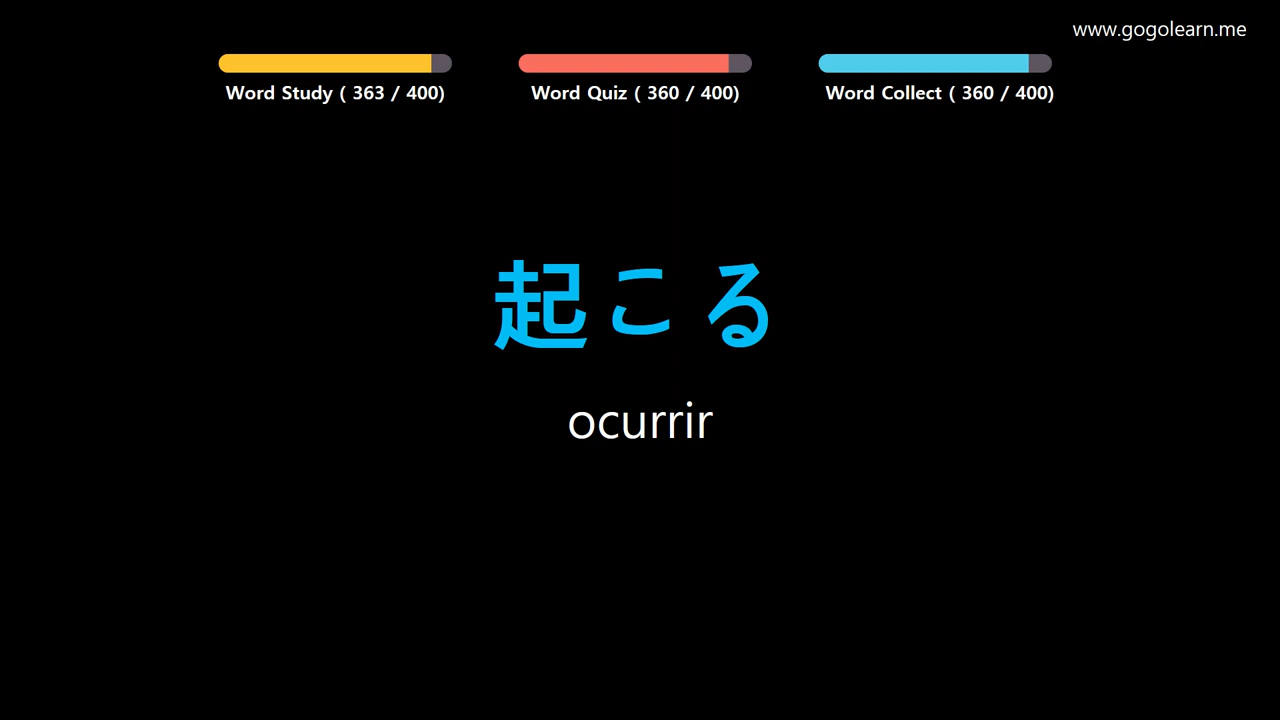 www.gogolearn.me
Word Study ( 363 / 400)
Word Quiz ( 360 / 400)
Word Collect ( 360 / 400)
起こる
ocurrir